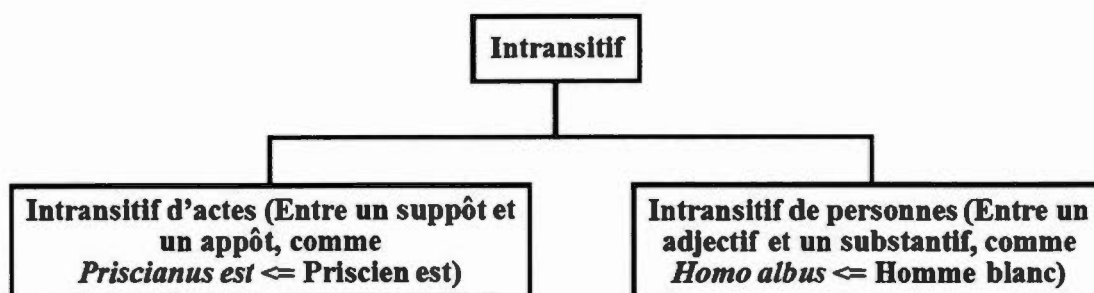 Intransitif
Intransitif d'actes (Entre un suppôt et
un appôt, comme
Priscianus est <= Priscien est)
Intransitif de personnes (Entre un
adjectif et un substantif, comme
Homo albus <= Homme blanc)